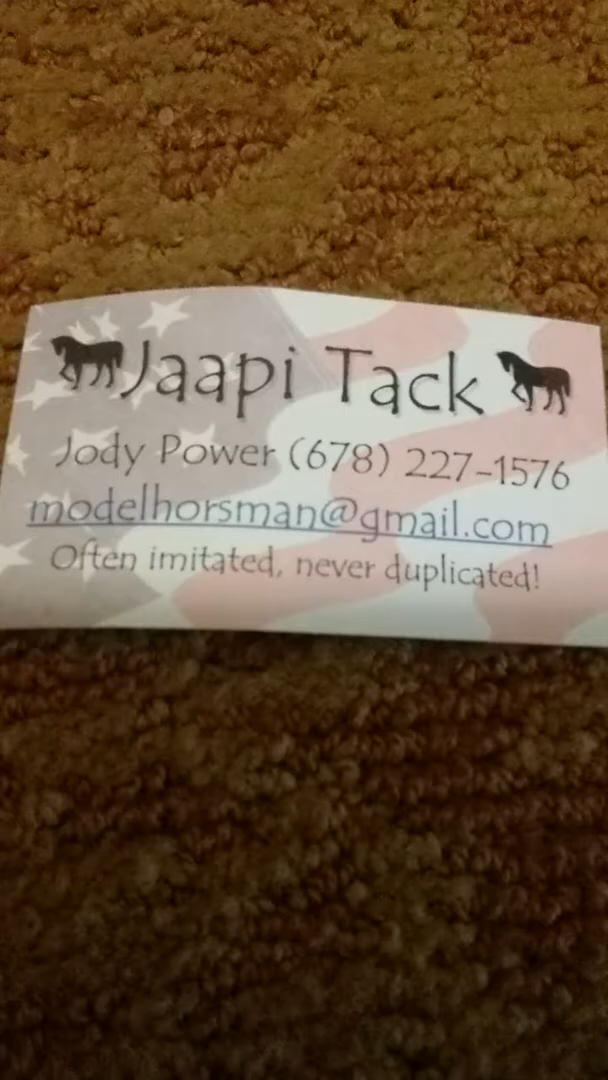 Jaapi Tack
Jody Power (678) 227-1576
modelhorsman@gmail.com
Often imitated, never duplicated!